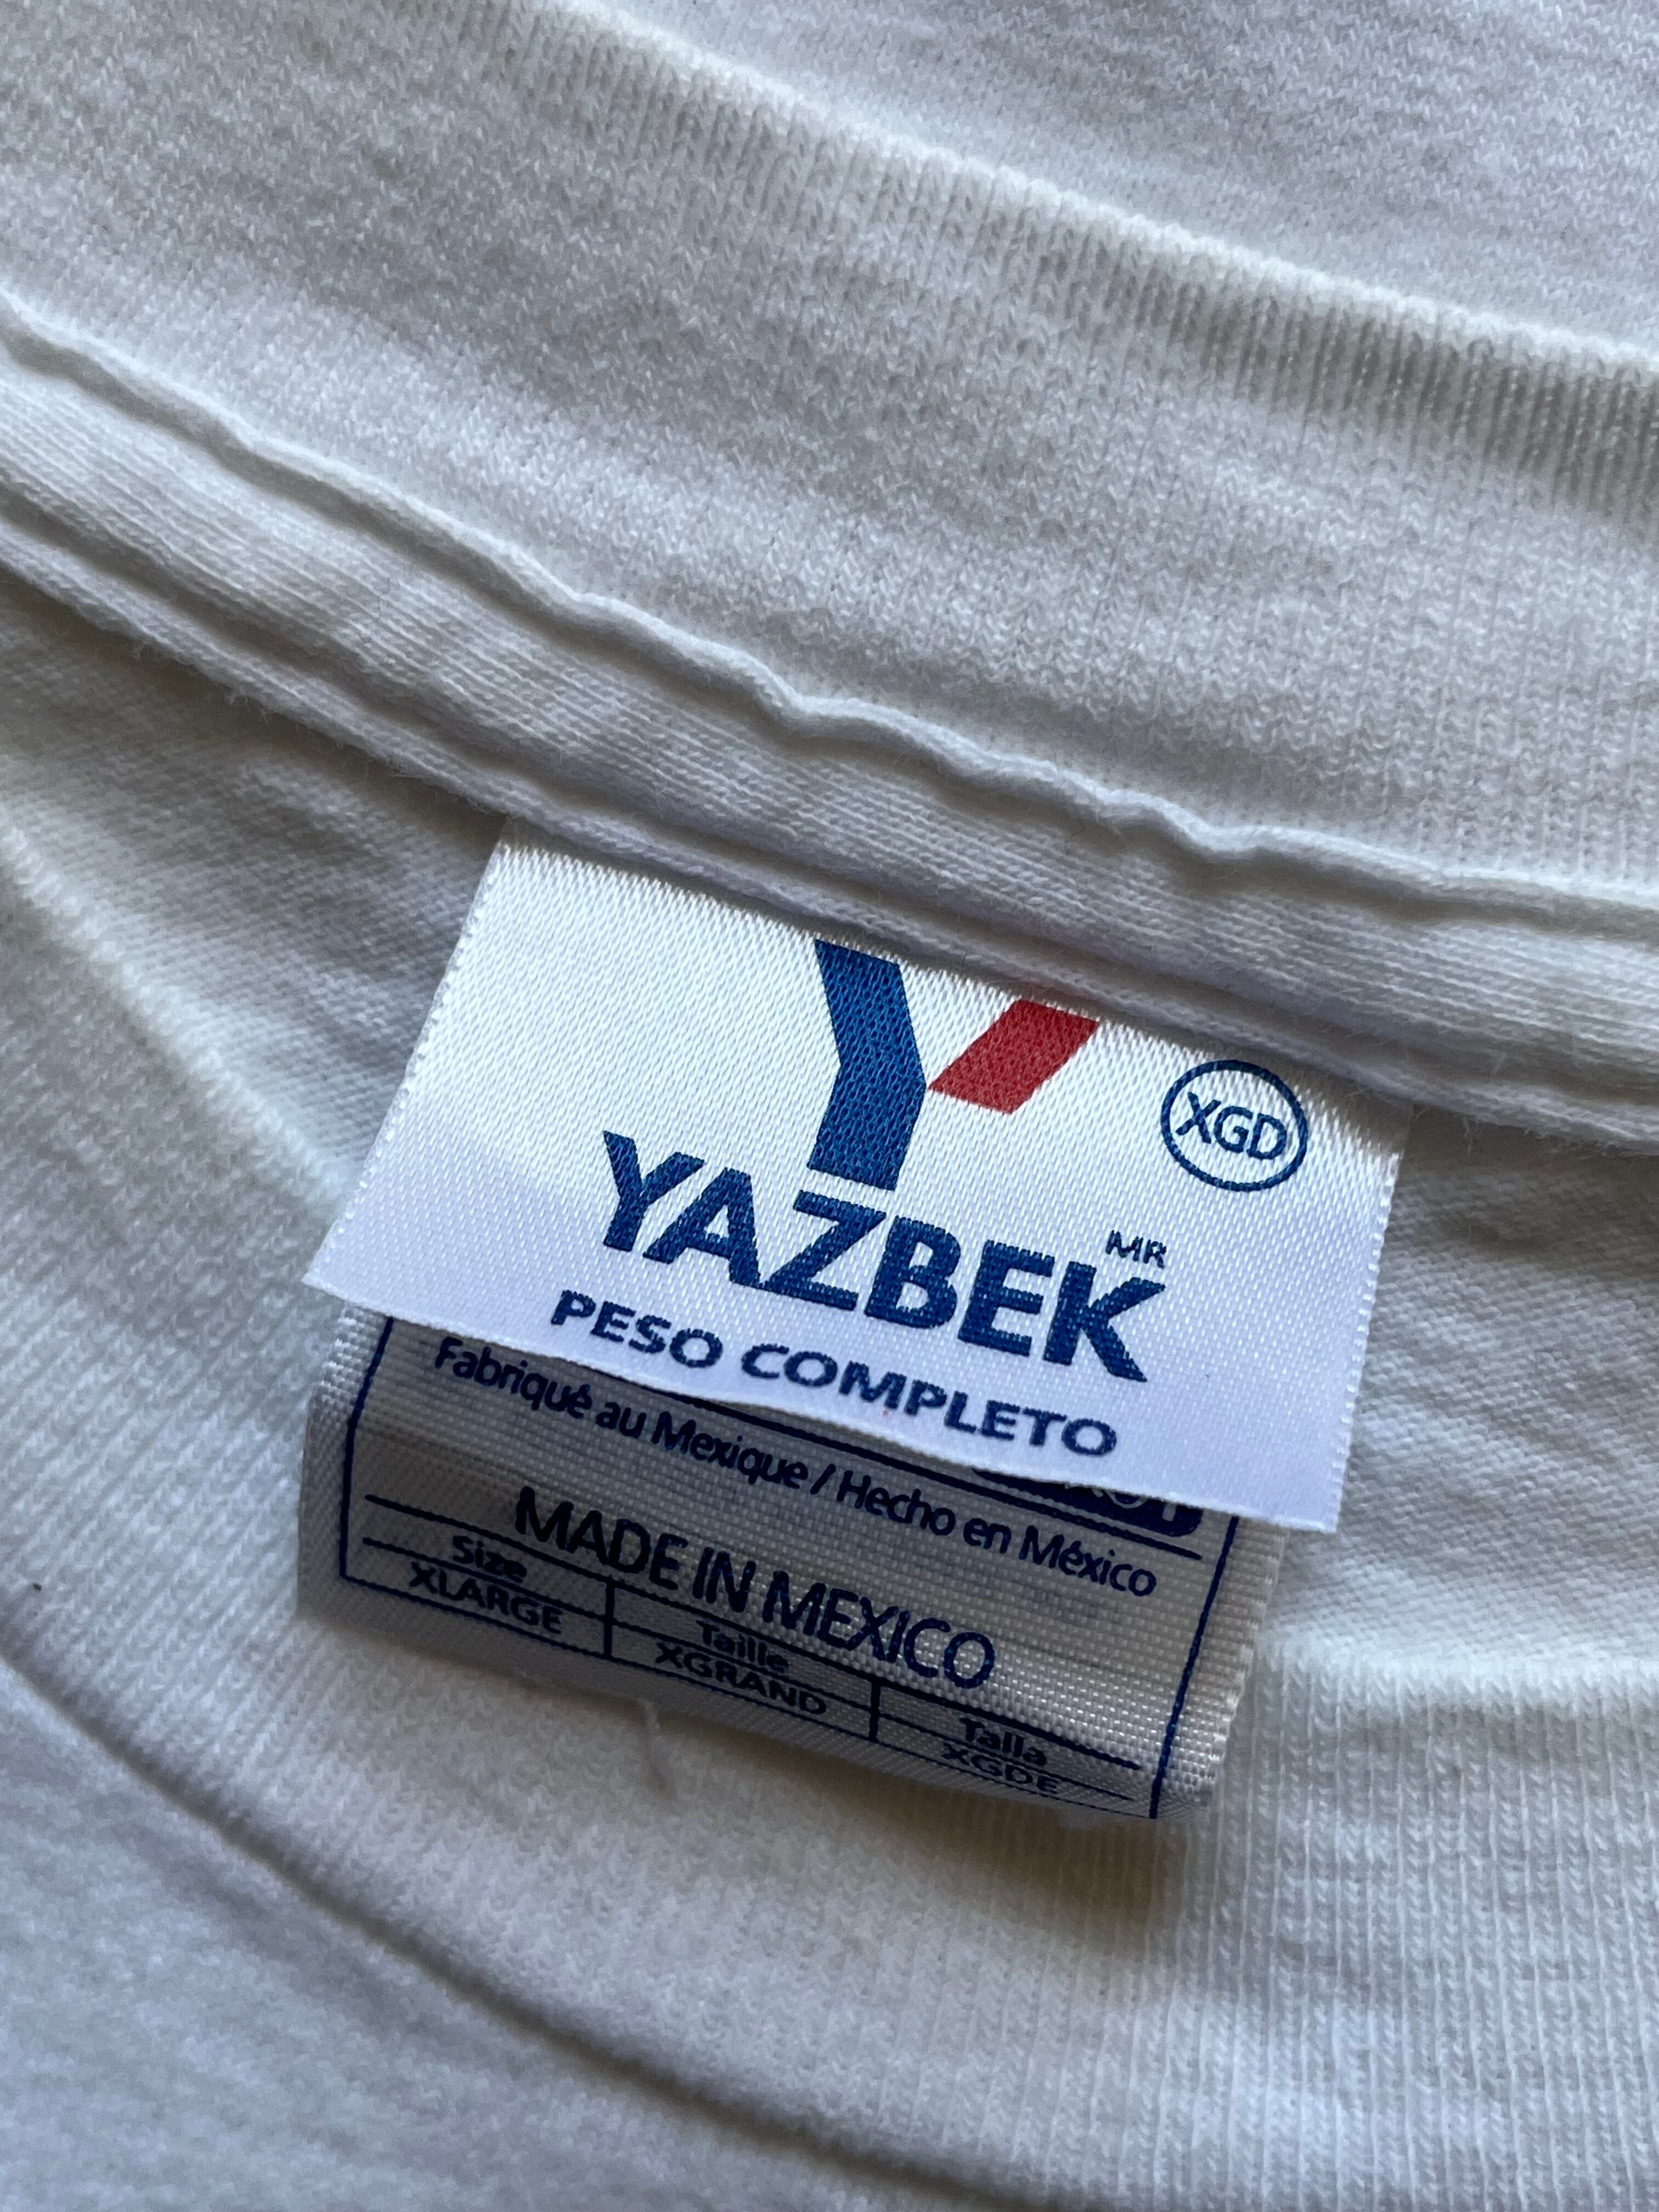 XGD
YAZBEK MR
PESO COMPLETO
Fabriqué au Mexique / Hecho en México
MADE IN MEXICO
Size Taille Talla
XLARGE XGRAND XGDE